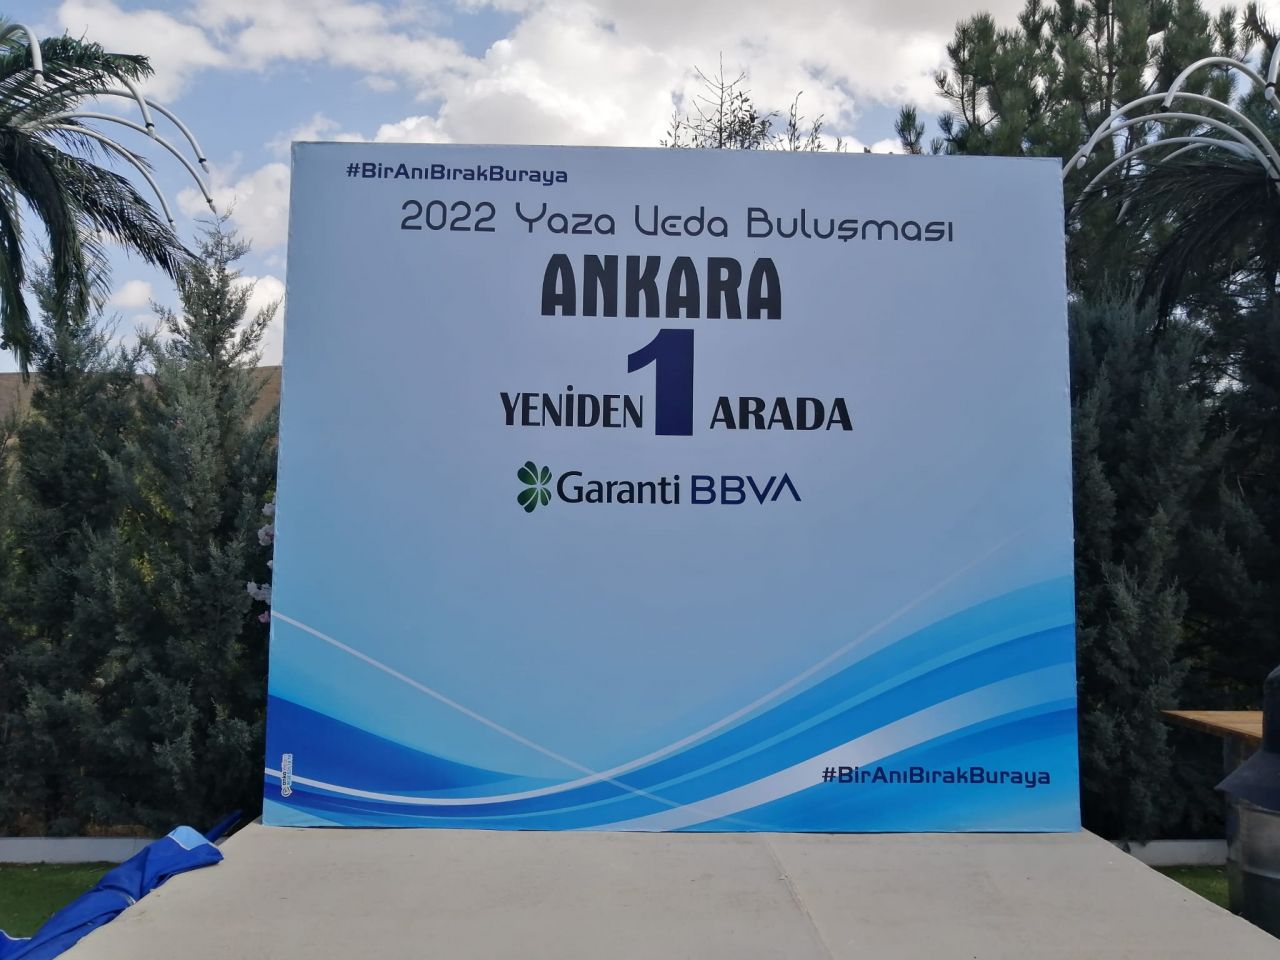 #BirAnıBırakBuraya
2022 Yaza Veda Buluşması
ANKARA
YENİDEN 1 ARADA
Garanti BBVA
#BirAnıBırakBuraya